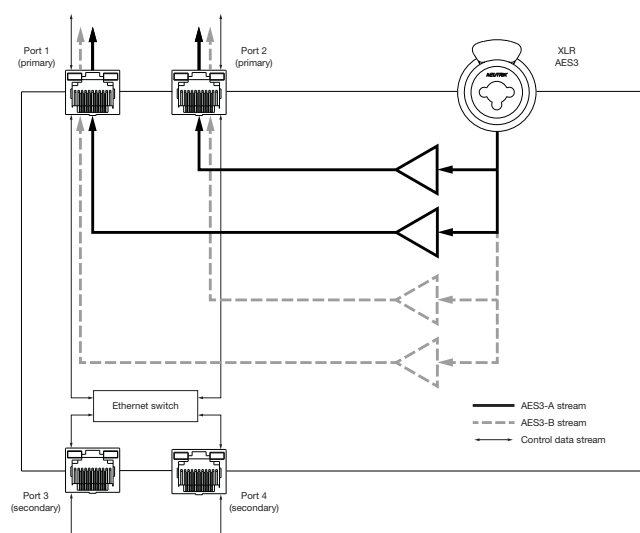 Port 1
(primary)
Port 2
(primary)
XLR
AES3
NEUTRIK
Ethernet switch
AES3-A stream
AES3-B stream
Control data stream
Port 3
(secondary)
Port 4
(secondary)